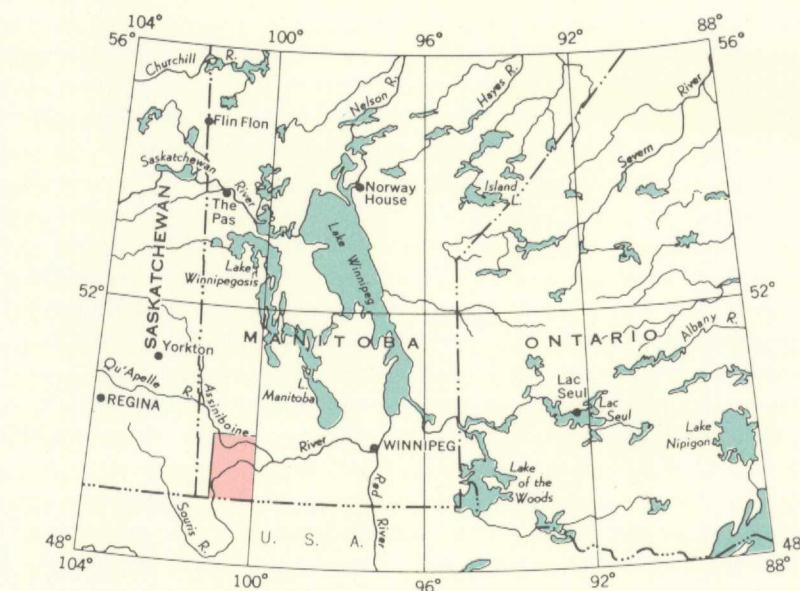 104°
100°
96°
92°
88°
56°
56°
Churchill R.
Nelson R.
Hayes R.
River
Severn
Flin Flon
Saskatchewan
River
The
Pas
Norway
House
Island
L.
SASKATCHEWAN
Lake
Winnipegosis
Lake Winnipeg
52°
52°
MANITOBA
ONTARIO
Albany R.
Yorkton
Qu'Apelle
R.
REGINA
Assiniboine
L.
Manitoba
Lac
Seul
Lac
Seul
Lake
Nipigon
River
WINNIPEG
Lake
of the
Woods
Red
River
Souris R.
U. S. A.
48°
48
104°
100°
96°
92°
88°